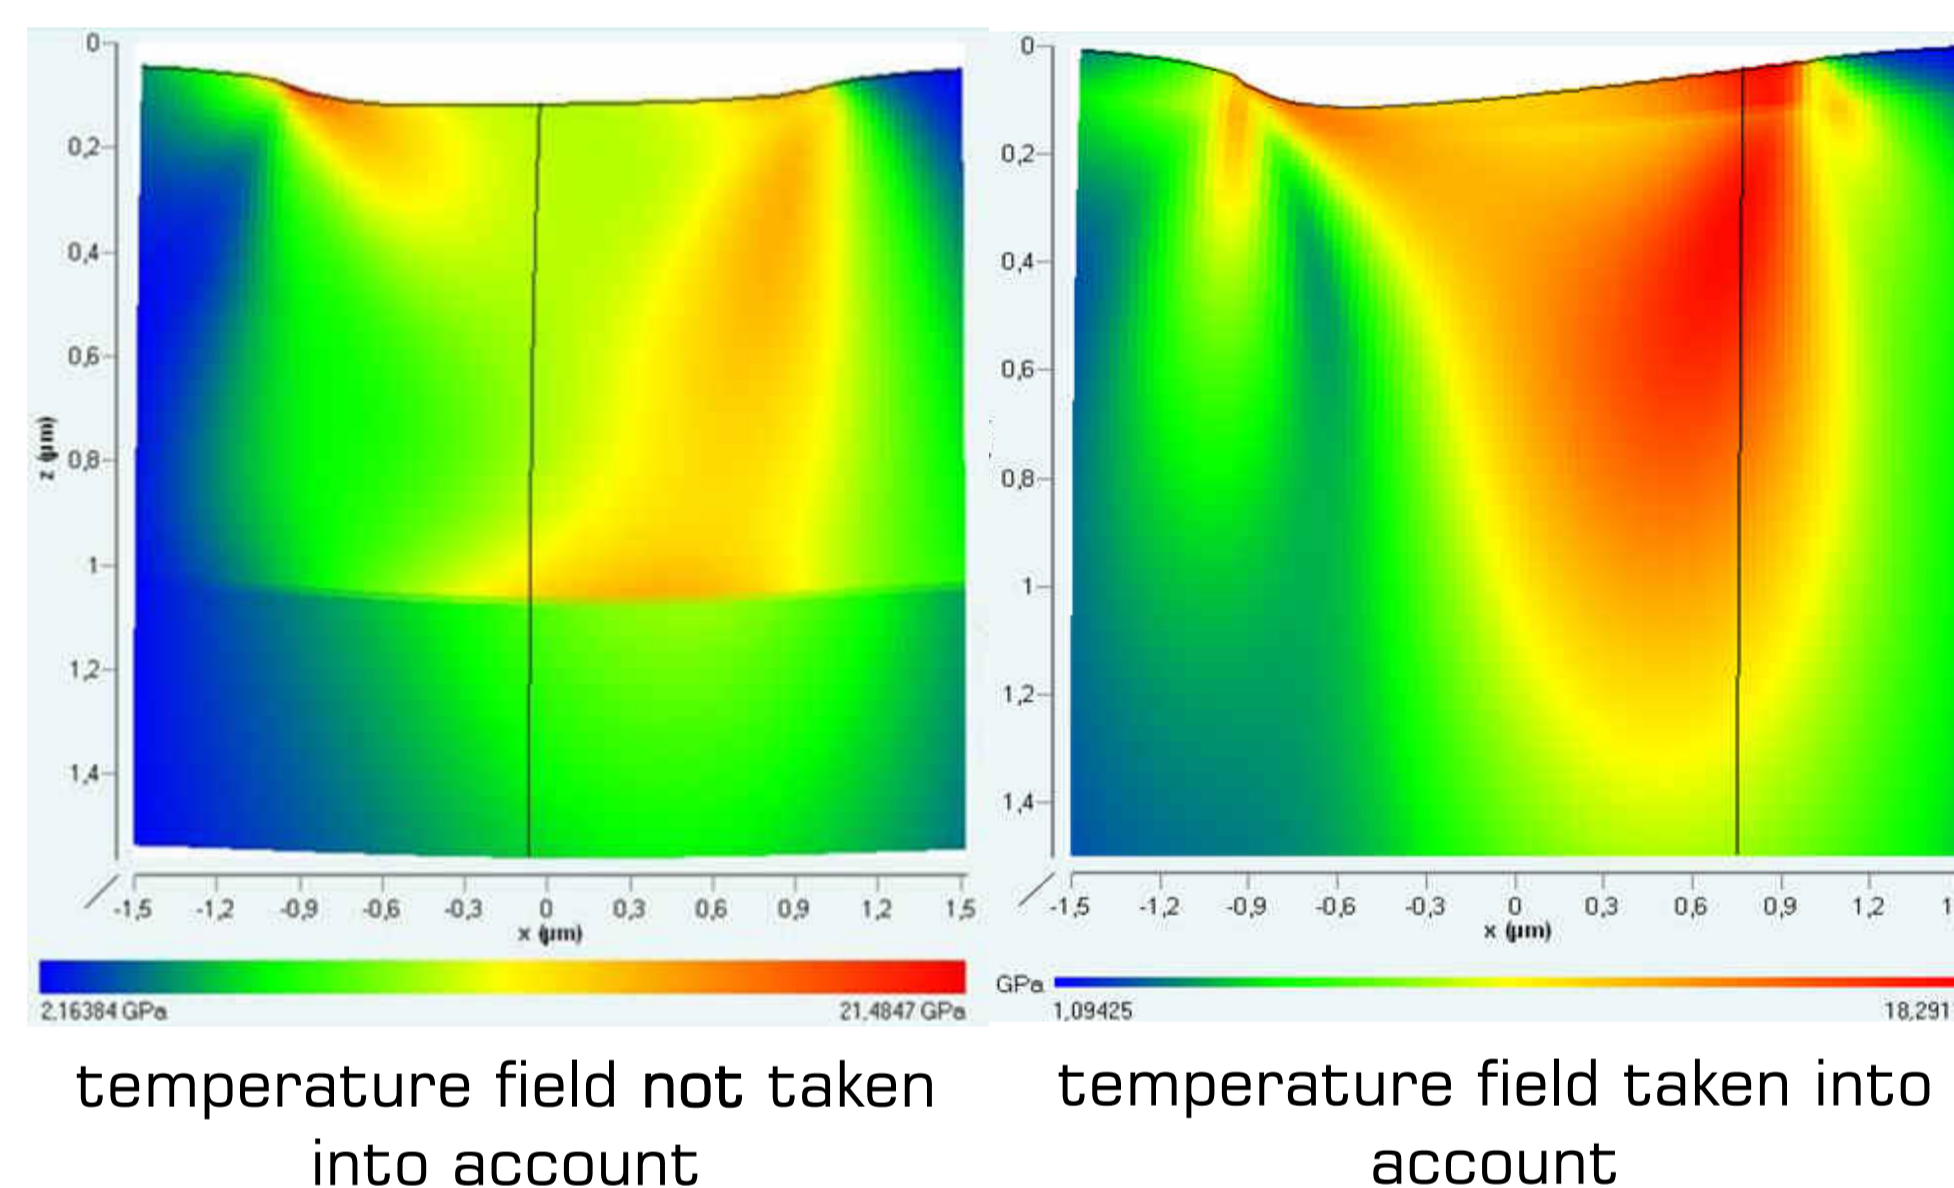 0
0,2
0,4
0,6
0,8
1
1,2
1,4
z (µm)
-1,5 -1,2 -0,9 -0,6 -0,3 0 0,3 0,6 0,9 1,2 1,5
x (µm)
2,16384 GPa 21,4847 GPa
temperature field not taken
into account
0
0,2
0,4
0,6
0,8
1
1,2
1,4
-1,5 -1,2 -0,9 -0,6 -0,3 0 0,3 0,6 0,9 1,2
x (µm)
GPa
1,09425
temperature field taken into
account